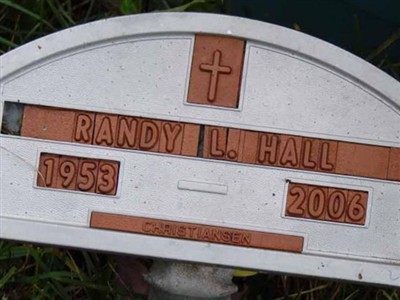 RANDY L. HALL
1953 2006
CHRISTIANSEN